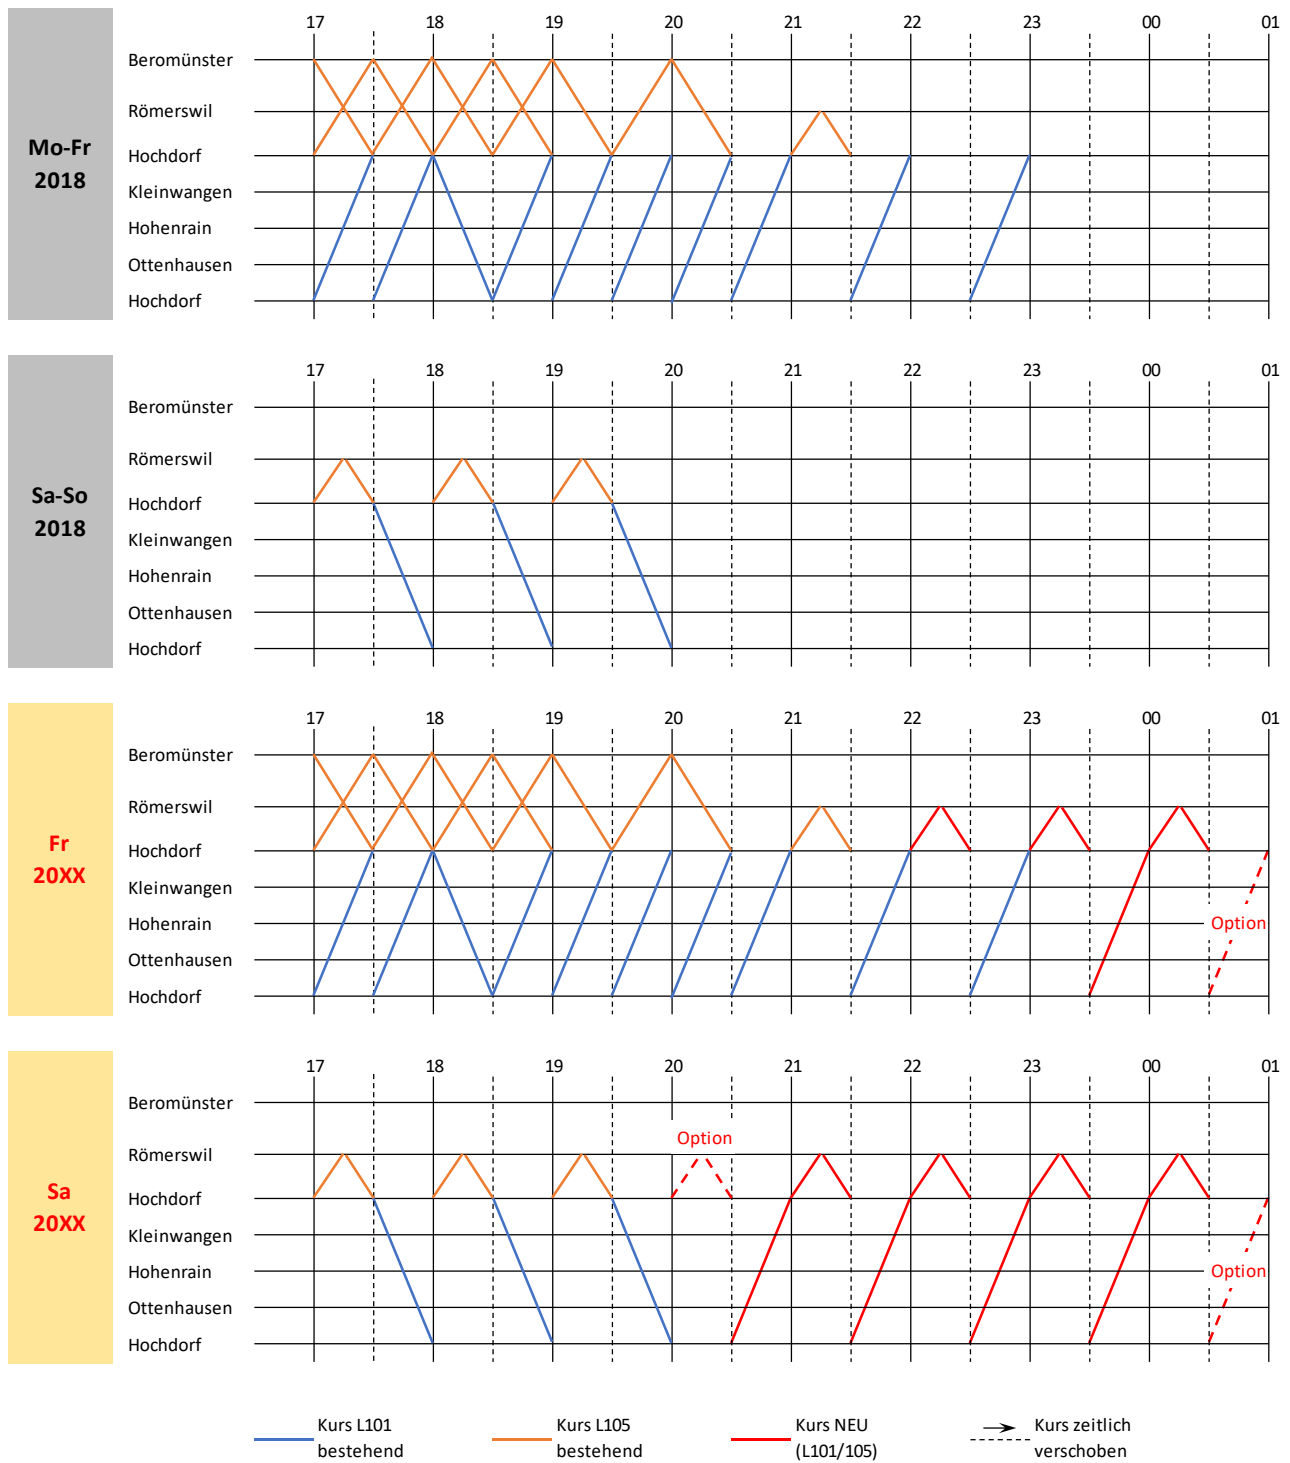 17 18 19 20 21 22 23 00 01
Beromünster
Römerswil
Mo-Fr
2018
Hochdorf
Kleinwangen
Hohenrain
Ottenhausen
Hochdorf
17 18 19 20 21 22 23 00 01
Beromünster
Römerswil
Sa-So
2018
Hochdorf
Kleinwangen
Hohenrain
Ottenhausen
Hochdorf
17 18 19 20 21 22 23 00 01
Beromünster
Römerswil
Fr
20XX
Hochdorf
Kleinwangen
Hohenrain
Option
Ottenhausen
Hochdorf
17 18 19 20 21 22 23 00 01
Beromünster
Option
Römerswil
Sa
20XX
Hochdorf
Kleinwangen
Hohenrain
Option
Ottenhausen
Hochdorf
Kurs L101
bestehend
Kurs L105
bestehend
Kurs NEU
(L101/105)
Kurs zeitlich
verschoben